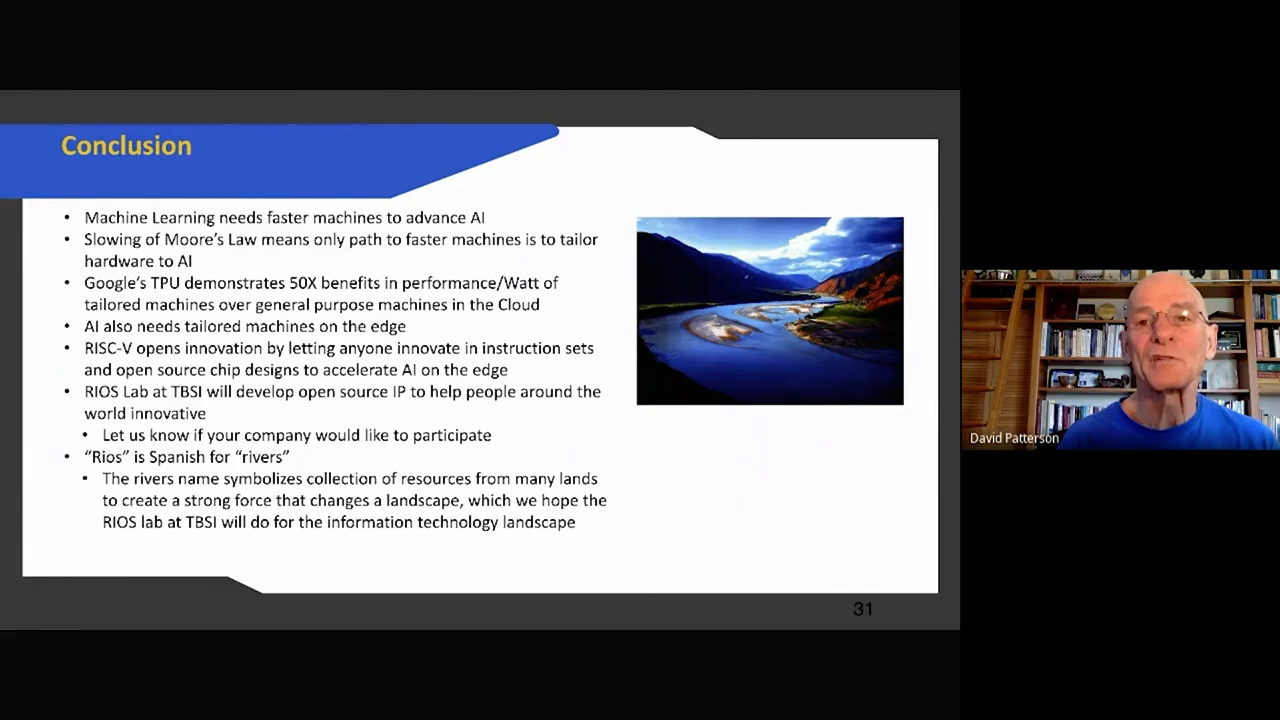 Conclusion
• Machine Learning needs faster machines to advance AI
• Slowing of Moore’s Law means only path to faster machines is to tailor
hardware to AI
• Google’s TPU demonstrates 50X benefits in performance/Watt of
tailored machines over general purpose machines in the Cloud
• AI also needs tailored machines on the edge
• RISC-V opens innovation by letting anyone innovate in instruction sets
and open source chip designs to accelerate AI on the edge
• RIOS Lab at TBSI will develop open source IP to help people around the
world innovative
• Let us know if your company would like to participate
• “Rios” is Spanish for “rivers”
• The rivers name symbolizes collection of resources from many lands
to create a strong force that changes a landscape, which we hope the
RIOS lab at TBSI will do for the information technology landscape
31
David Patterson